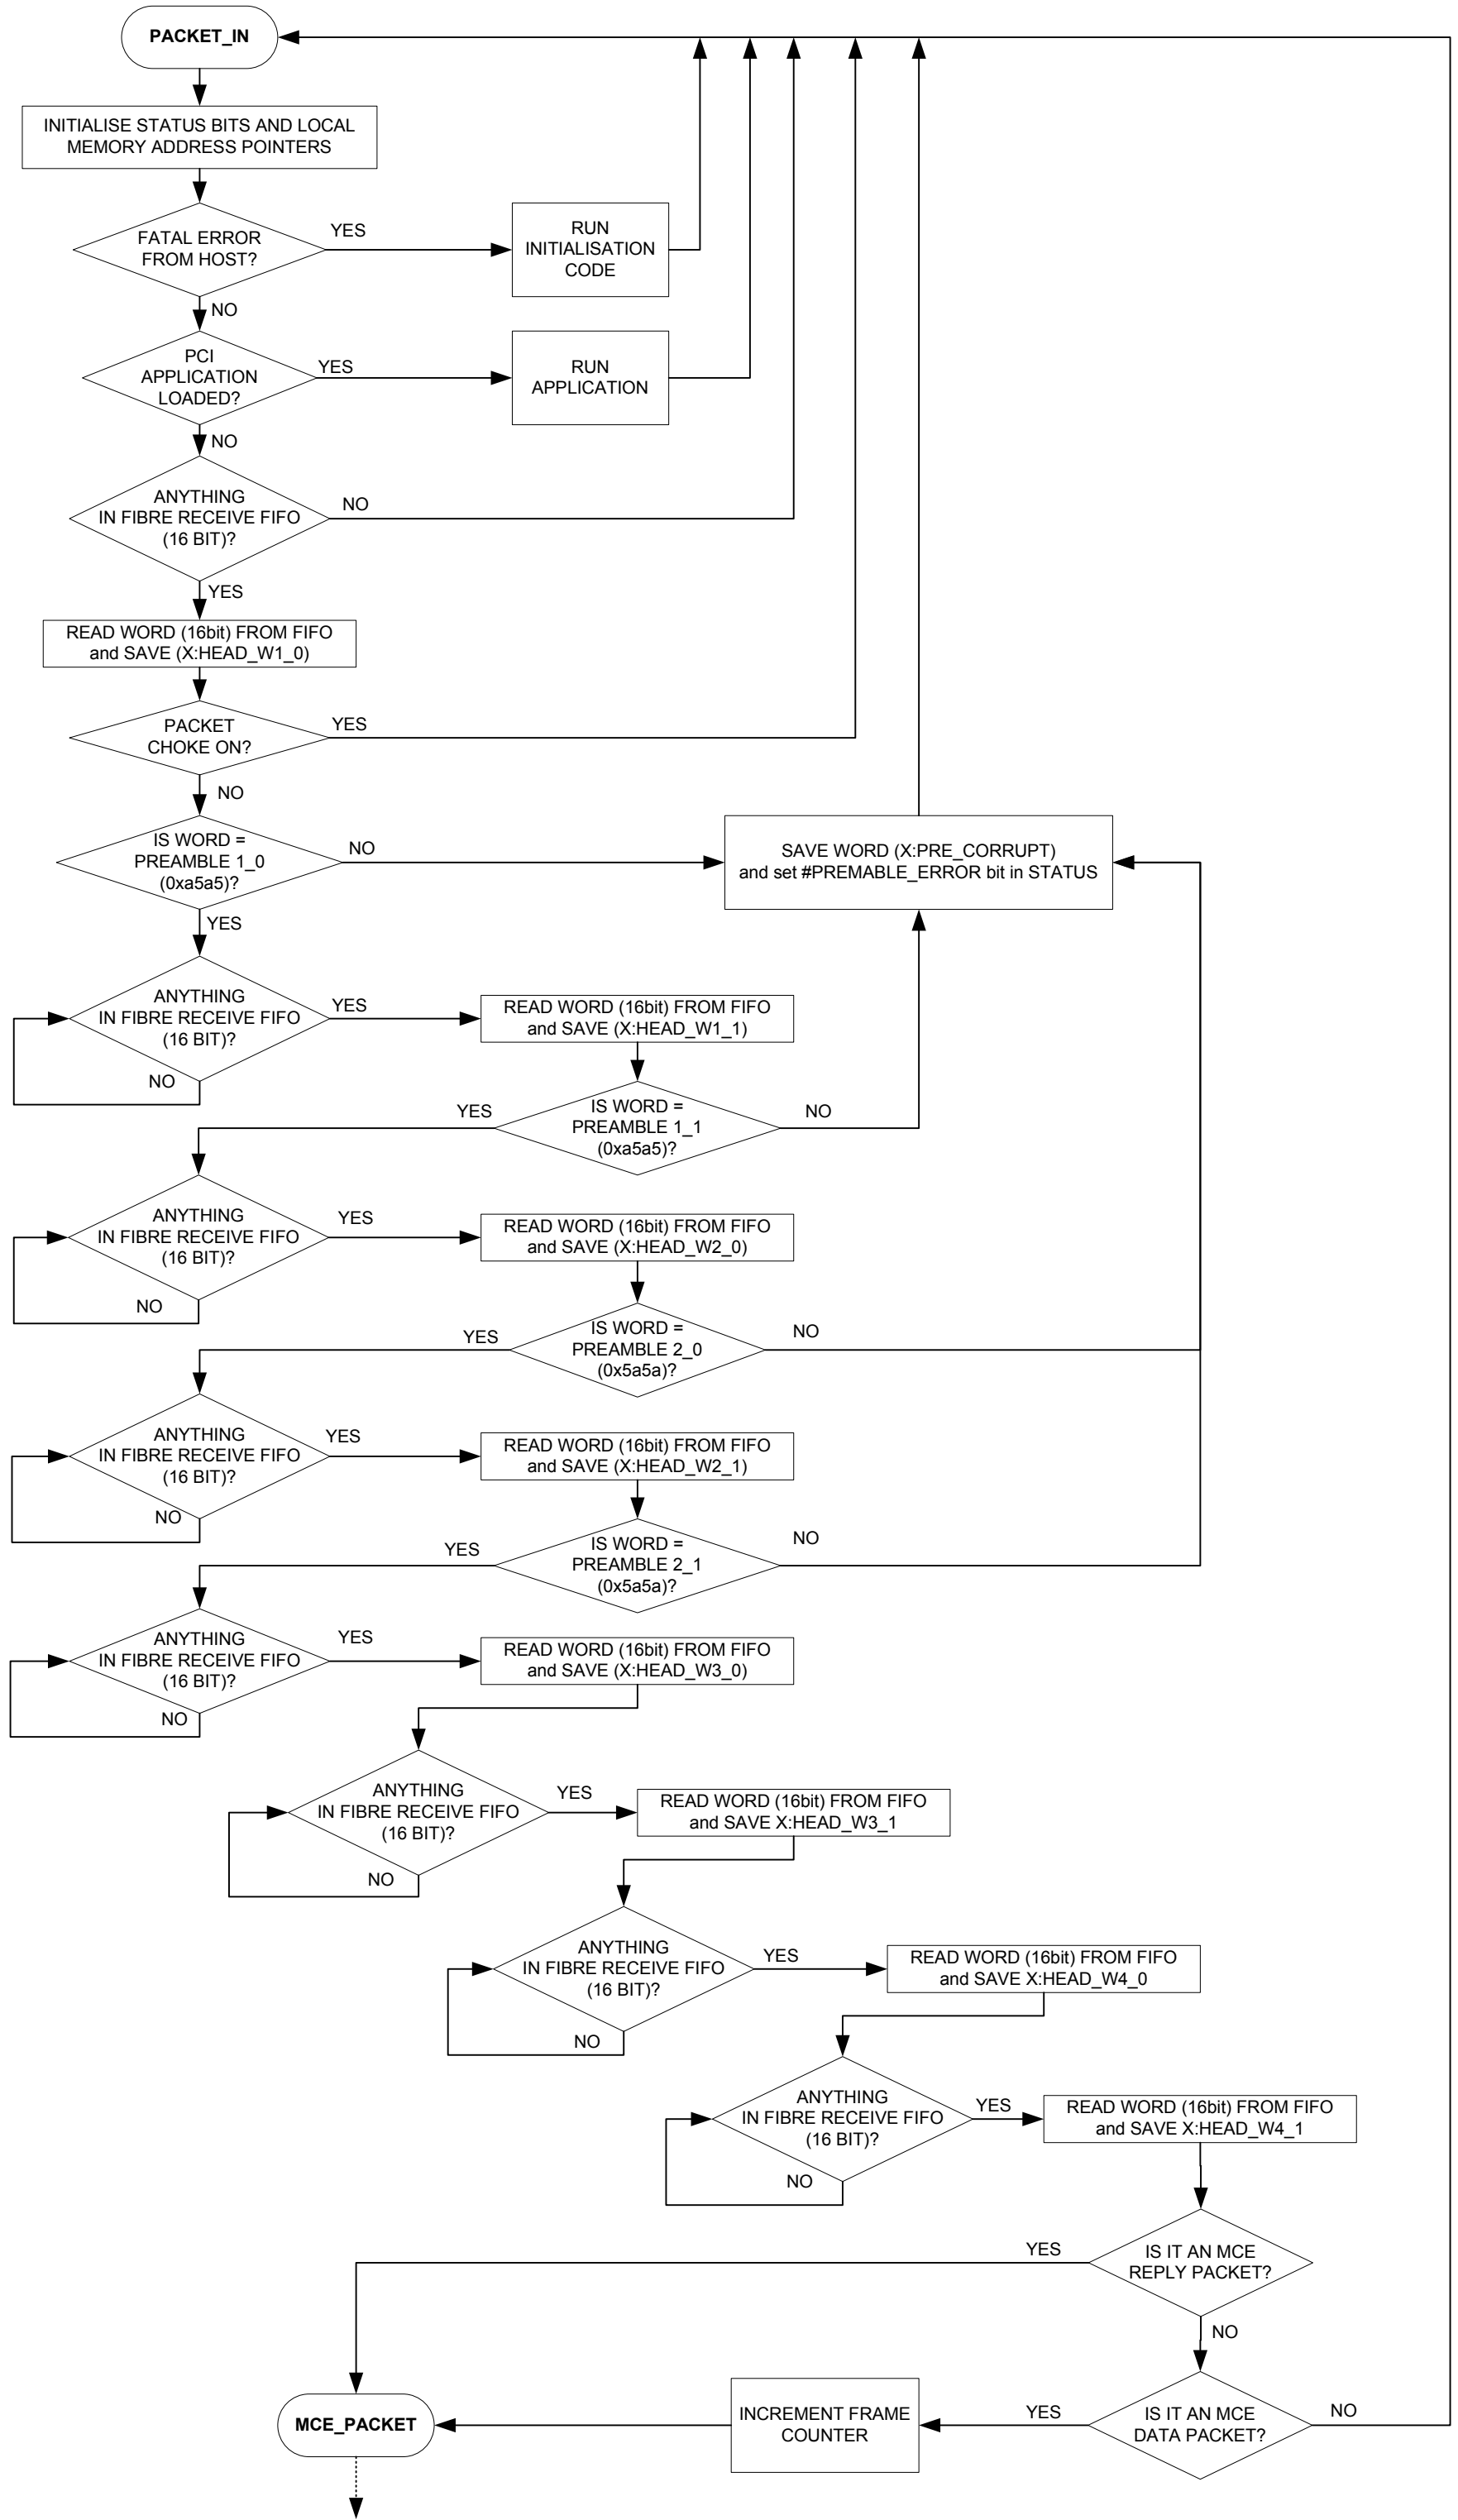 PACKET_IN
INITIALISE STATUS BITS AND LOCAL
MEMORY ADDRESS POINTERS
FATAL ERROR
FROM HOST?
YES
RUN
INITIALISATION
CODE
NO
PCI
APPLICATION
LOADED?
YES
RUN
APPLICATION
NO
ANYTHING
IN FIBRE RECEIVE FIFO
(16 BIT)?
NO
YES
READ WORD (16bit) FROM FIFO
and SAVE (X:HEAD_W1_0)
PACKET
CHOKE ON?
YES
NO
IS WORD =
PREAMBLE 1_0
(0xa5a5)?
NO
SAVE WORD (X:PRE_CORRUPT)
and set #PREMABLE_ERROR bit in STATUS
YES
ANYTHING
IN FIBRE RECEIVE FIFO
(16 BIT)?
YES
NO
READ WORD (16bit) FROM FIFO
and SAVE (X:HEAD_W1_1)
YES
IS WORD =
PREAMBLE 1_1
(0xa5a5)?
NO
ANYTHING
IN FIBRE RECEIVE FIFO
(16 BIT)?
YES
NO
READ WORD (16bit) FROM FIFO
and SAVE (X:HEAD_W2_0)
YES
IS WORD =
PREAMBLE 2_0
(0x5a5a)?
NO
ANYTHING
IN FIBRE RECEIVE FIFO
(16 BIT)?
YES
NO
READ WORD (16bit) FROM FIFO
and SAVE (X:HEAD_W2_1)
YES
IS WORD =
PREAMBLE 2_1
(0x5a5a)?
NO
ANYTHING
IN FIBRE RECEIVE FIFO
(16 BIT)?
YES
NO
READ WORD (16bit) FROM FIFO
and SAVE (X:HEAD_W3_0)
ANYTHING
IN FIBRE RECEIVE FIFO
(16 BIT)?
YES
NO
READ WORD (16bit) FROM FIFO
and SAVE X:HEAD_W3_1
ANYTHING
IN FIBRE RECEIVE FIFO
(16 BIT)?
YES
NO
READ WORD (16bit) FROM FIFO
and SAVE X:HEAD_W4_0
ANYTHING
IN FIBRE RECEIVE FIFO
(16 BIT)?
YES
NO
READ WORD (16bit) FROM FIFO
and SAVE X:HEAD_W4_1
YES
IS IT AN MCE
REPLY PACKET?
NO
MCE_PACKET
INCREMENT FRAME
COUNTER
YES
IS IT AN MCE
DATA PACKET?
NO